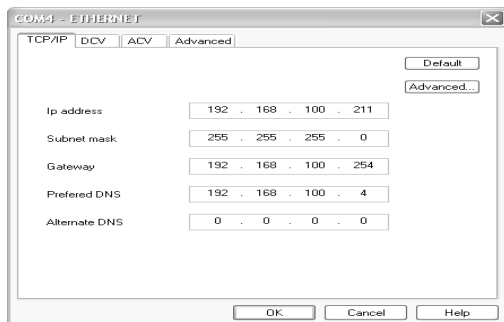 COM4 - ETHERNET
TCP/IP DCV ACV Advanced
Default
Advanced...
Ip address 192 . 168 . 100 . 211
Subnet mask 255 . 255 . 255 . 0
Gateway 192 . 168 . 100 . 254
Prefered DNS 192 . 168 . 100 . 4
Alternate DNS 0 . 0 . 0 . 0
OK Cancel Help